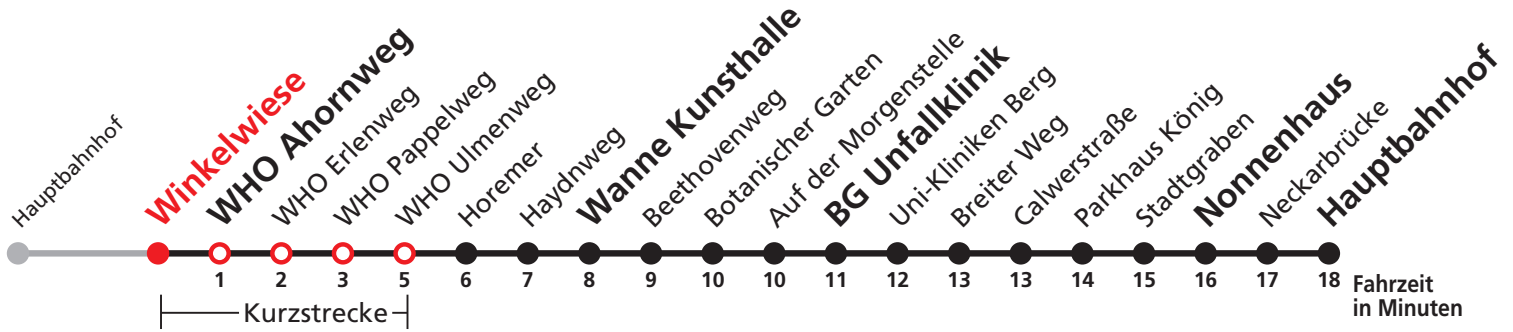 Hauptbahnhof
Winkelwiese
WHO Ahornweg
WHO Erlenweg
WHO Pappelweg
WHO Ulmenweg
Horemer
Haydnweg
Wanne Kunsthalle
Beethovenweg
Botanischer Garten
Auf der Morgenstelle
BG Unfallklinik
Uni-Kliniken Berg
Breiter Weg
Calwerstraße
Parkhaus König
Stadtgraben
Nonnenhaus
Neckarbrücke
Hauptbahnhof
1 2 3 5 6 7 8 9 10 10 11 12 13 13 14 15 16 17 18 Fahrzeit
in Minuten
Kurzstrecke